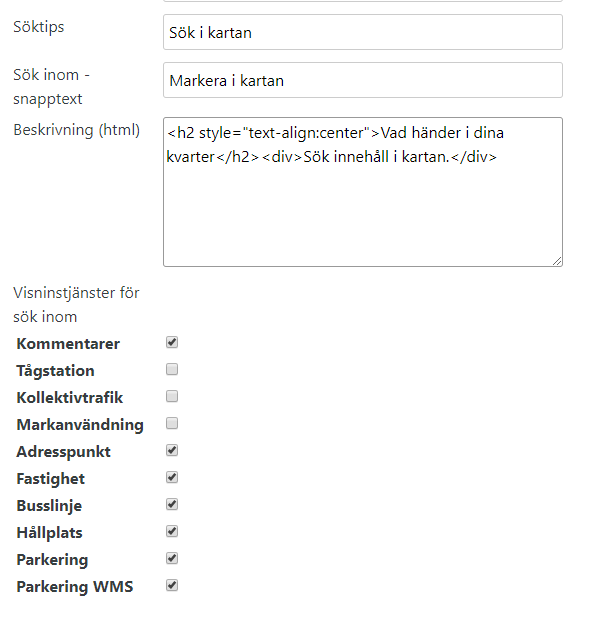 Söktips
Sök i kartan
Sök inom -
snapptext
Markera i kartan
Beskrivning (html)
<h2 style="text-align:center">Vad händer i dina
kvarter</h2><div>Sök innehåll i kartan.</div>
Visninstjänster för
sök inom
Kommentarer
Tågstation
Kollektivtrafik
Markanvändning
Adresspunkt
Fastighet
Busslinje
Hållplats
Parkering
Parkering WMS